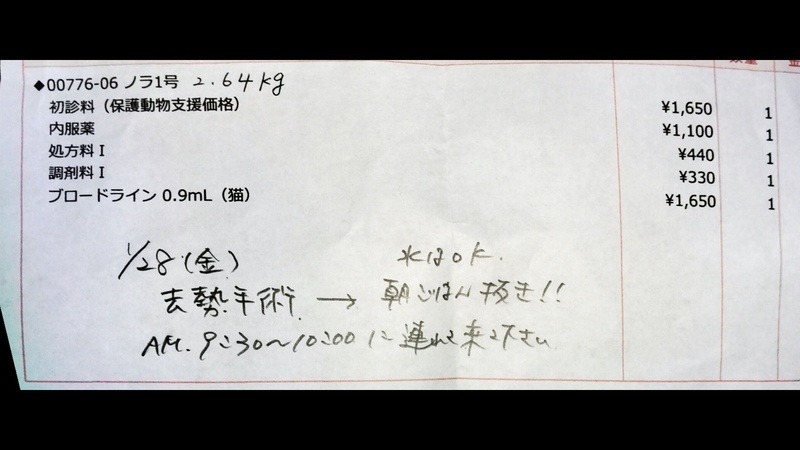 ◆00776-06 ノラ1号 2.64kg
初診料（保護動物支援価格） ¥1,650 1
内服薬 ¥1,100 1
処方料Ⅰ ¥440 1
調剤料Ⅰ ¥330 1
ブロードライン 0.9mL（猫） ¥1,650 1
1/28(金) 水はOK.
去勢手術 → 朝ごはん抜き!!
AM. 9:30〜10:00に連れて来て下さい